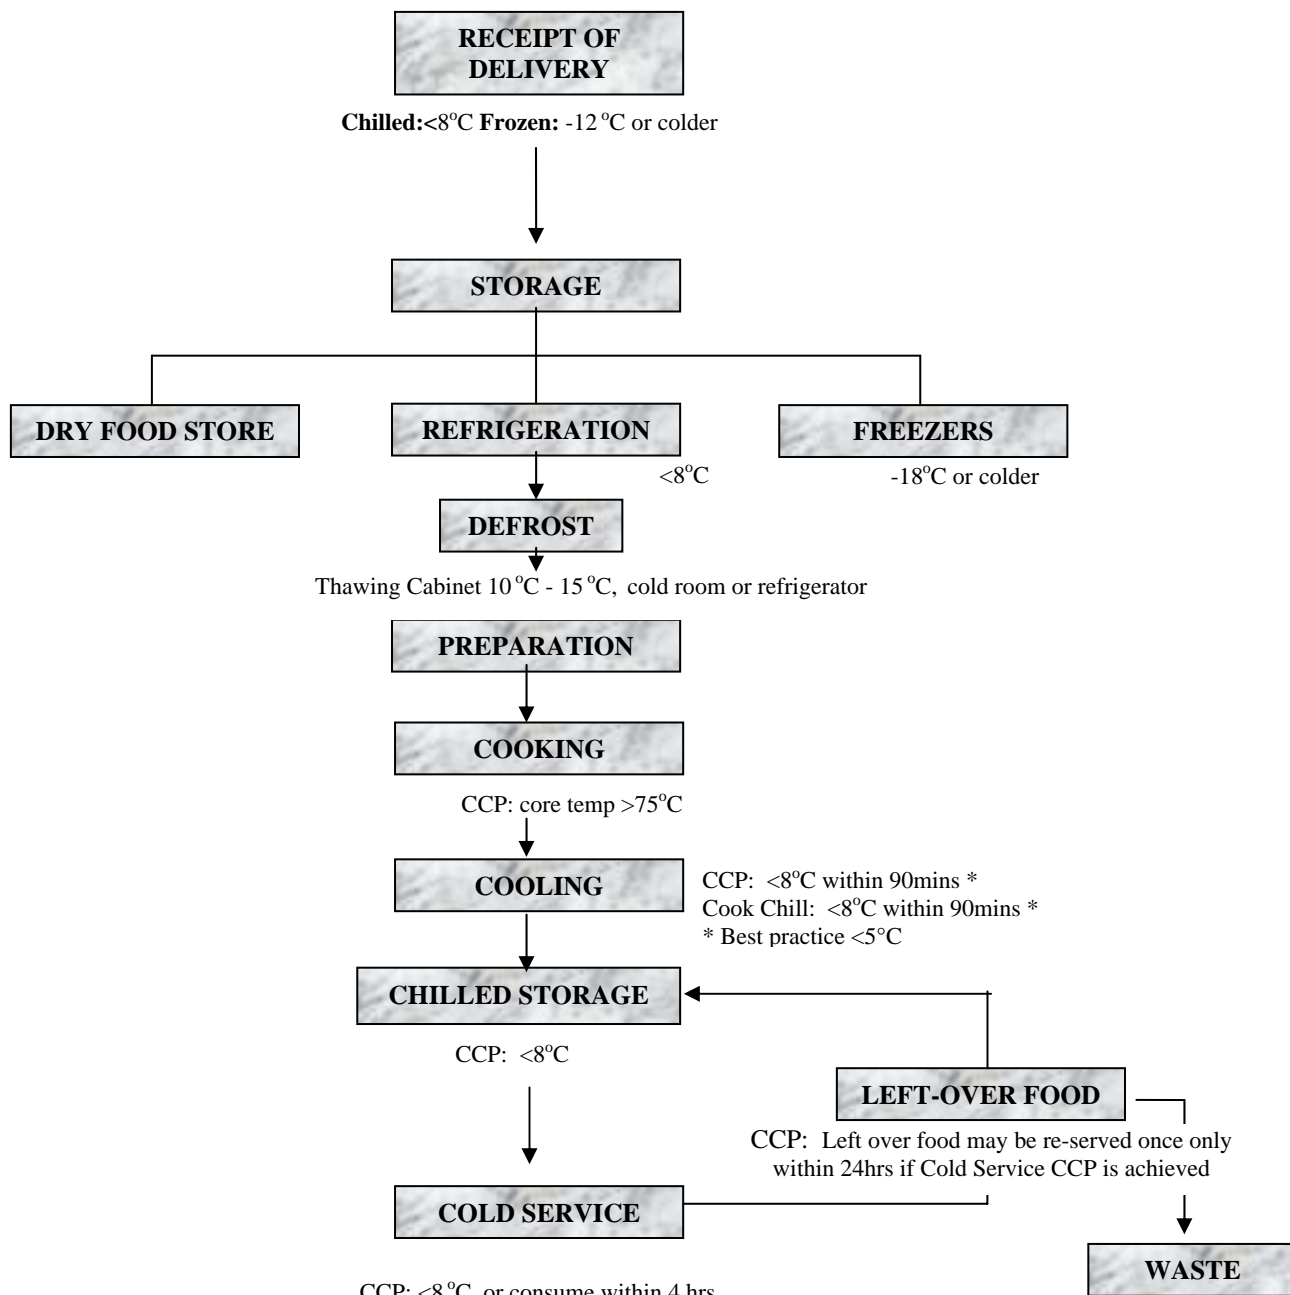 RECEIPT OF
DELIVERY
Chilled:<8°C Frozen: -12 °C or colder
STORAGE
DRY FOOD STORE
REFRIGERATION
FREEZERS
<8°C
-18°C or colder
DEFROST
Thawing Cabinet 10 °C - 15 °C, cold room or refrigerator
PREPARATION
COOKING
CCP: core temp >75°C
COOLING
CCP: <8°C within 90mins *
Cook Chill: <8°C within 90mins *
* Best practice <5°C
CHILLED STORAGE
CCP: <8°C
LEFT-OVER FOOD
CCP: Left over food may be re-served once only
within 24hrs if Cold Service CCP is achieved
COLD SERVICE
WASTE
CCP: <8 °C or consume within 4 hrs